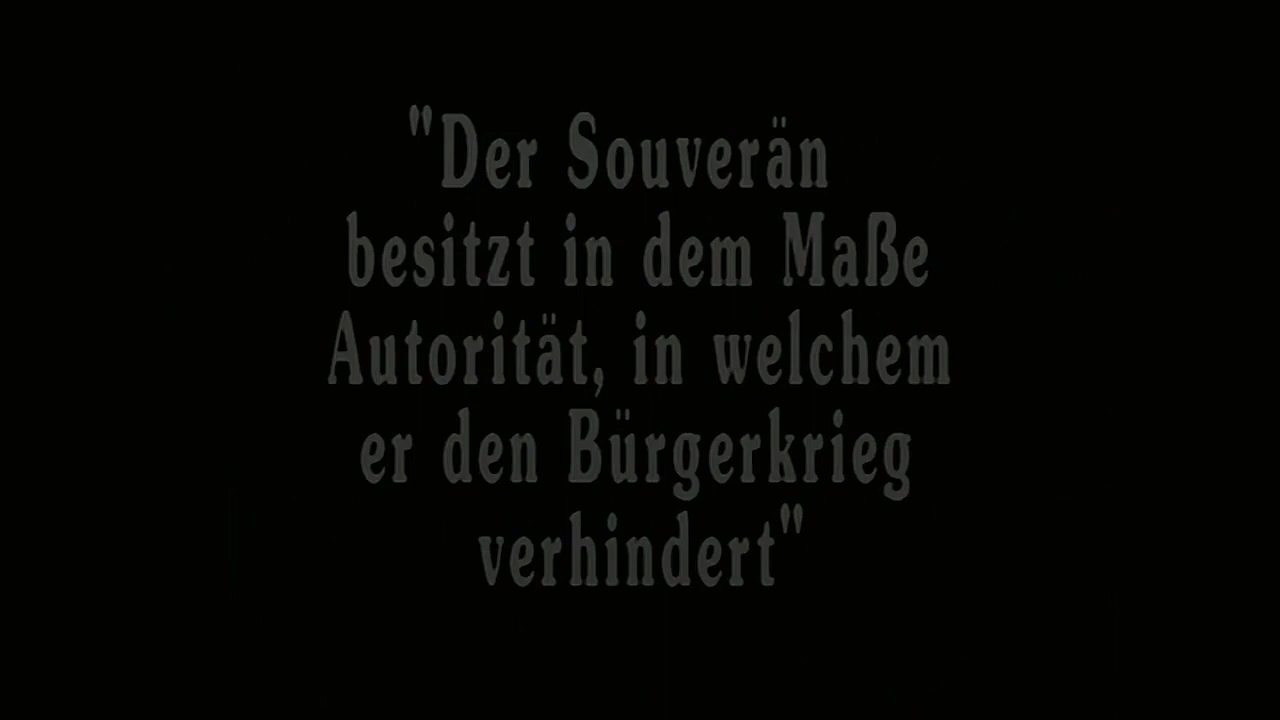 "Der Souverän
besitzt in dem Maße
Autorität, in welchem
er den Bürgerkrieg
verhindert"